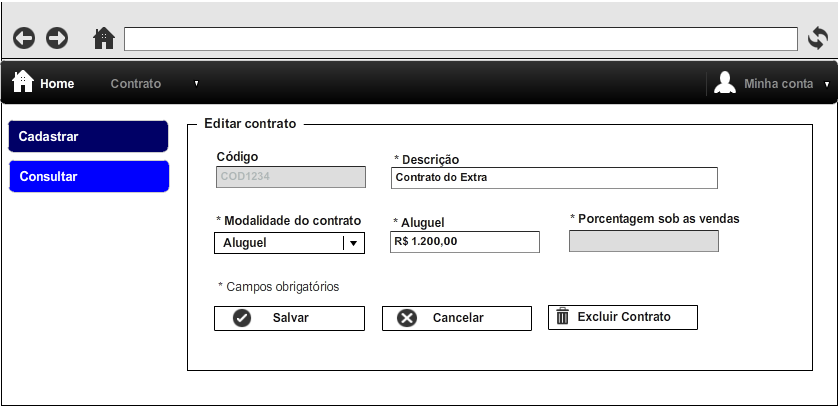 Home Contrato Minha conta
Cadastrar
Consultar
Editar contrato
Código * Descrição
COD1234 Contrato do Extra
* Modalidade do contrato * Aluguel * Porcentagem sob as vendas
Aluguel R$ 1.200,00
* Campos obrigatórios
Salvar Cancelar Excluir Contrato